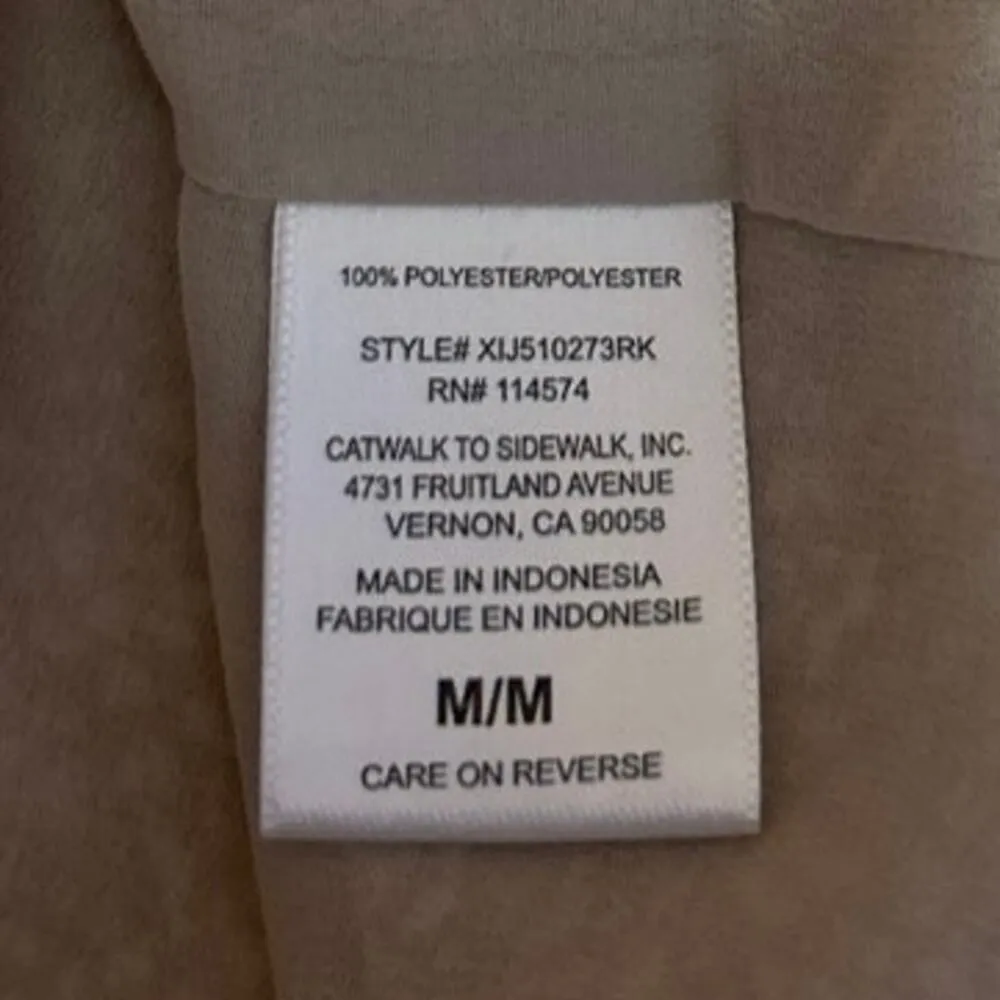 100% POLYESTER/POLYESTER
STYLE# XIJ510273RK
RN# 114574
CATWALK TO SIDEWALK, INC.
4731 FRUITLAND AVENUE
VERNON, CA 90058
MADE IN INDONESIA
FABRIQUE EN INDONESIE
M/M
CARE ON REVERSE